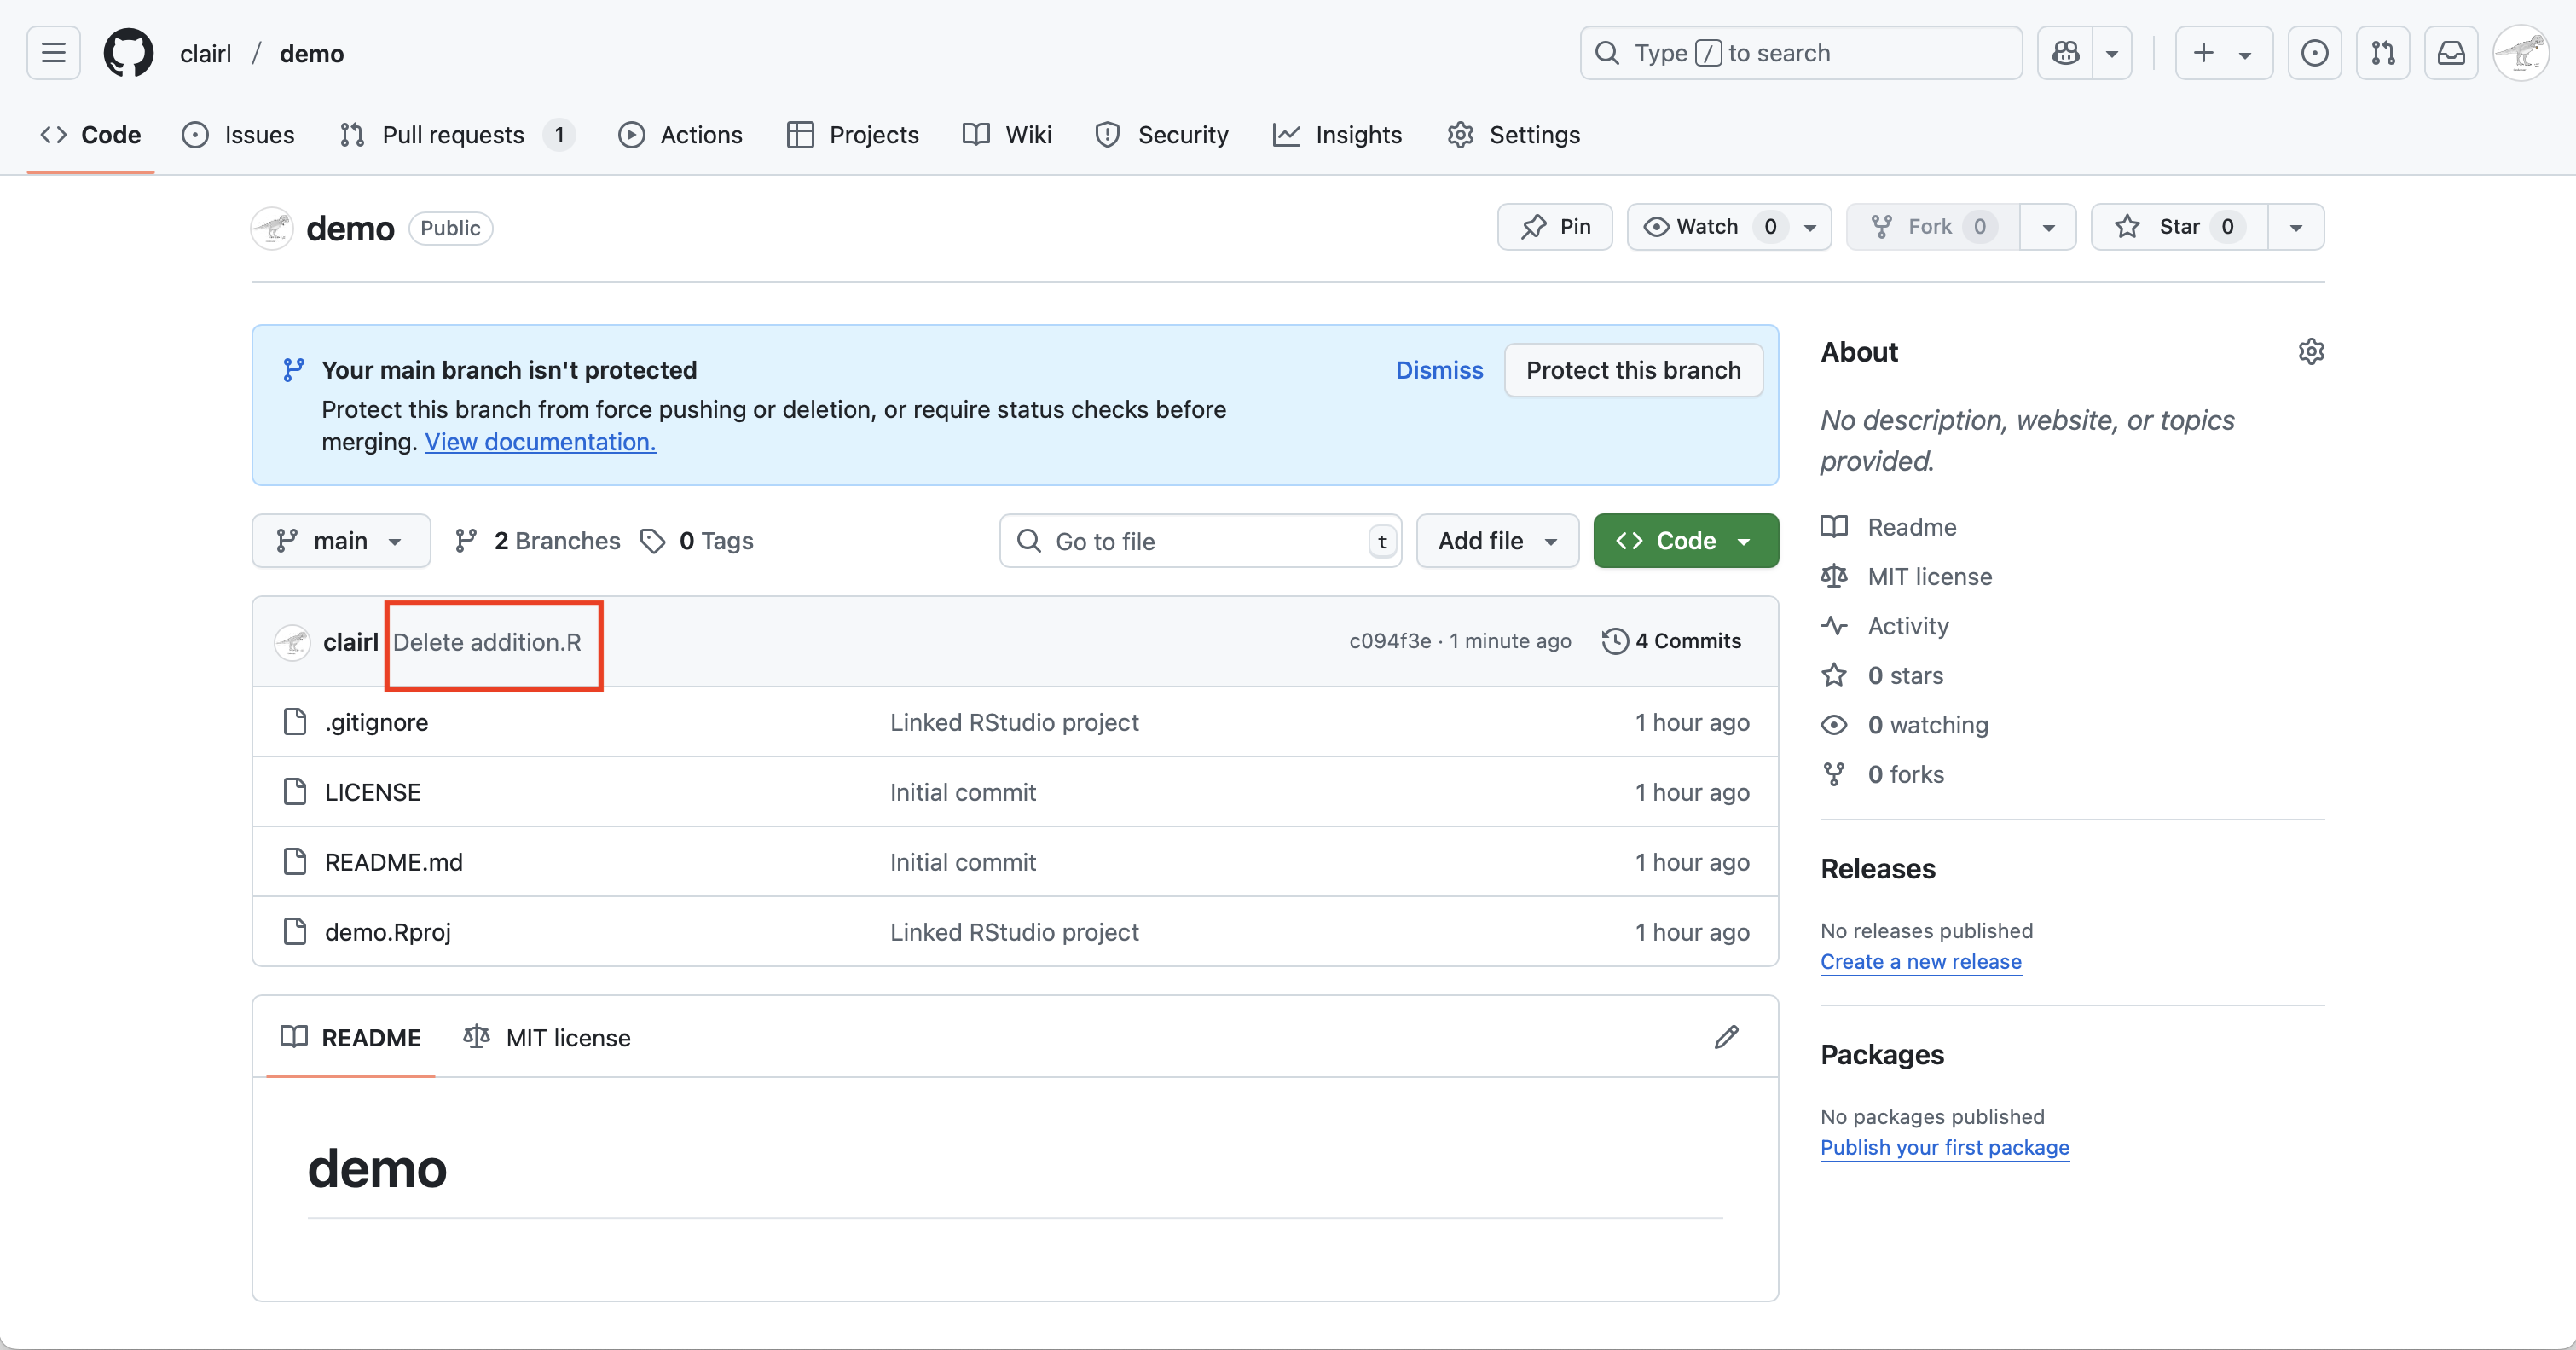 clairl / demo
Type / to search
Code Issues Pull requests 1 Actions Projects Wiki Security Insights Settings
demo Public
Pin Watch 0 Fork 0 Star 0
Your main branch isn't protected
Dismiss Protect this branch
Protect this branch from force pushing or deletion, or require status checks before
merging. View documentation.
main 2 Branches 0 Tags
Go to file t Add file Code
clairl Delete addition.R c094f3e · 1 minute ago 4 Commits
.gitignore Linked RStudio project 1 hour ago
LICENSE Initial commit 1 hour ago
README.md Initial commit 1 hour ago
demo.Rproj Linked RStudio project 1 hour ago
README MIT license
demo
About
No description, website, or topics
provided.
Readme
MIT license
Activity
0 stars
0 watching
0 forks
Releases
No releases published
Create a new release
Packages
No packages published
Publish your first package